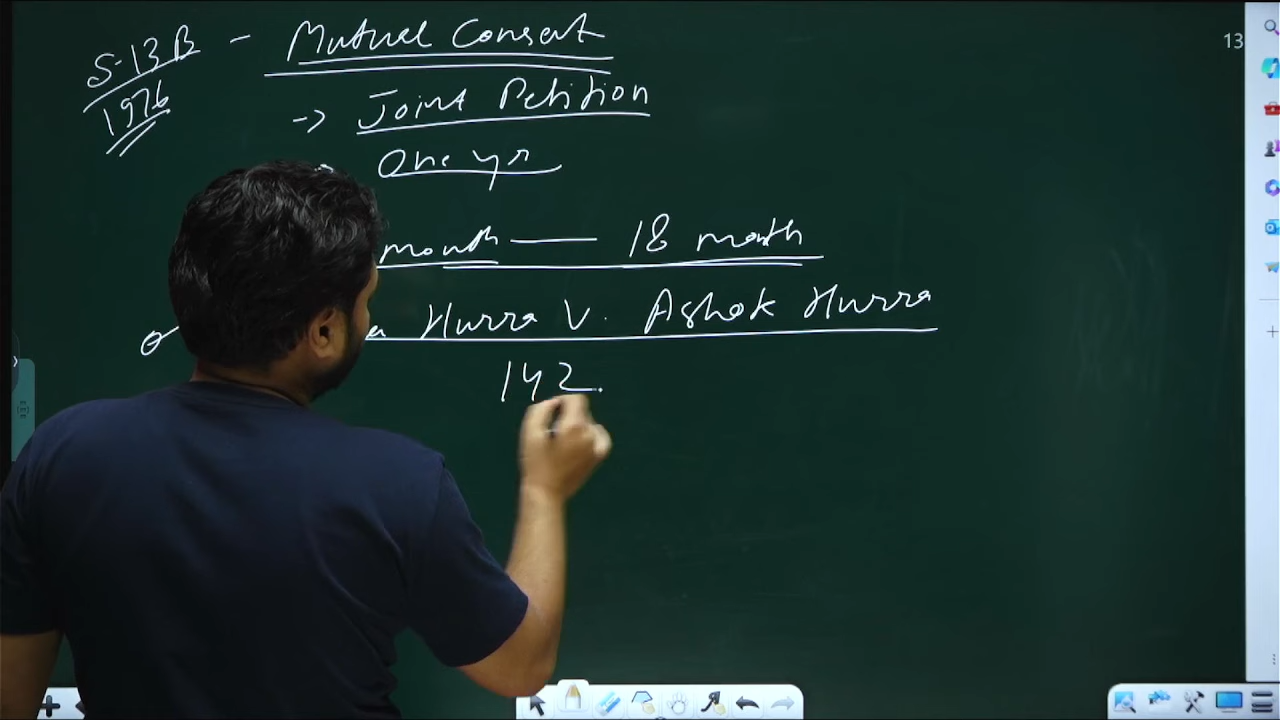 S-13B - Mutual Consent
1976
-> Joint Petition
One yr
month — 18 month
a Hurra V. Ashok Hurra
142.
13